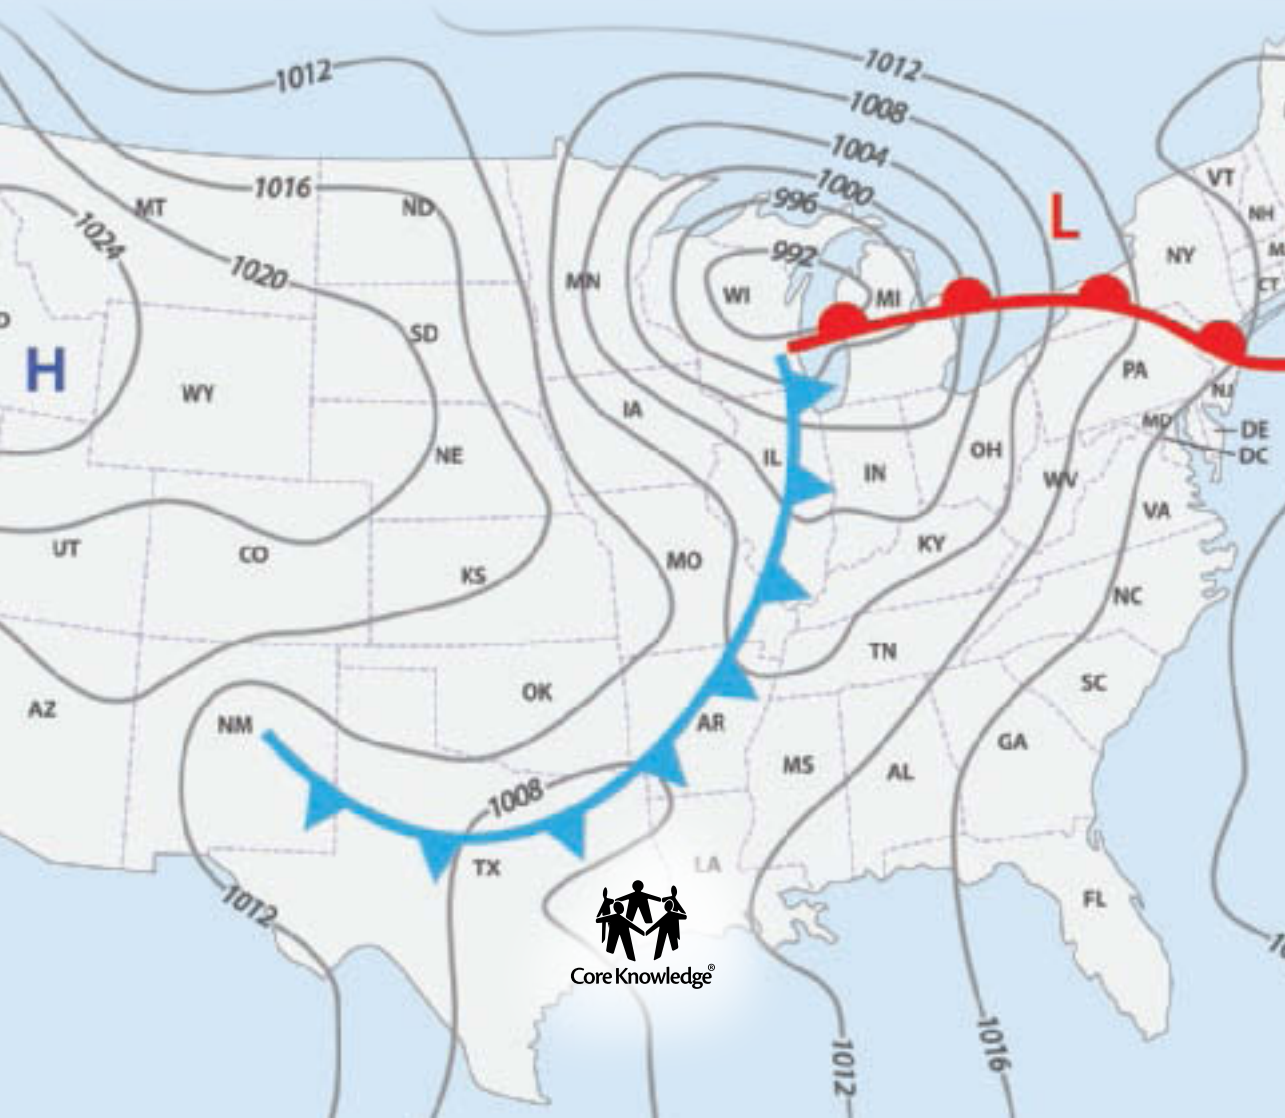 1012
1012
1008
1004
1000
996
992
1016
1020
1024
MT
ND
MN
WI
MI
L
VT
NH
NY
CT
H
WY
SD
NE
IA
IL
IN
OH
PA
NJ
MD
DE
DC
WV
VA
UT
CO
KS
MO
KY
NC
TN
AZ
NM
OK
AR
SC
GA
MS
AL
1008
TX
LA
FL
1012
1012
1016
Core Knowledge®